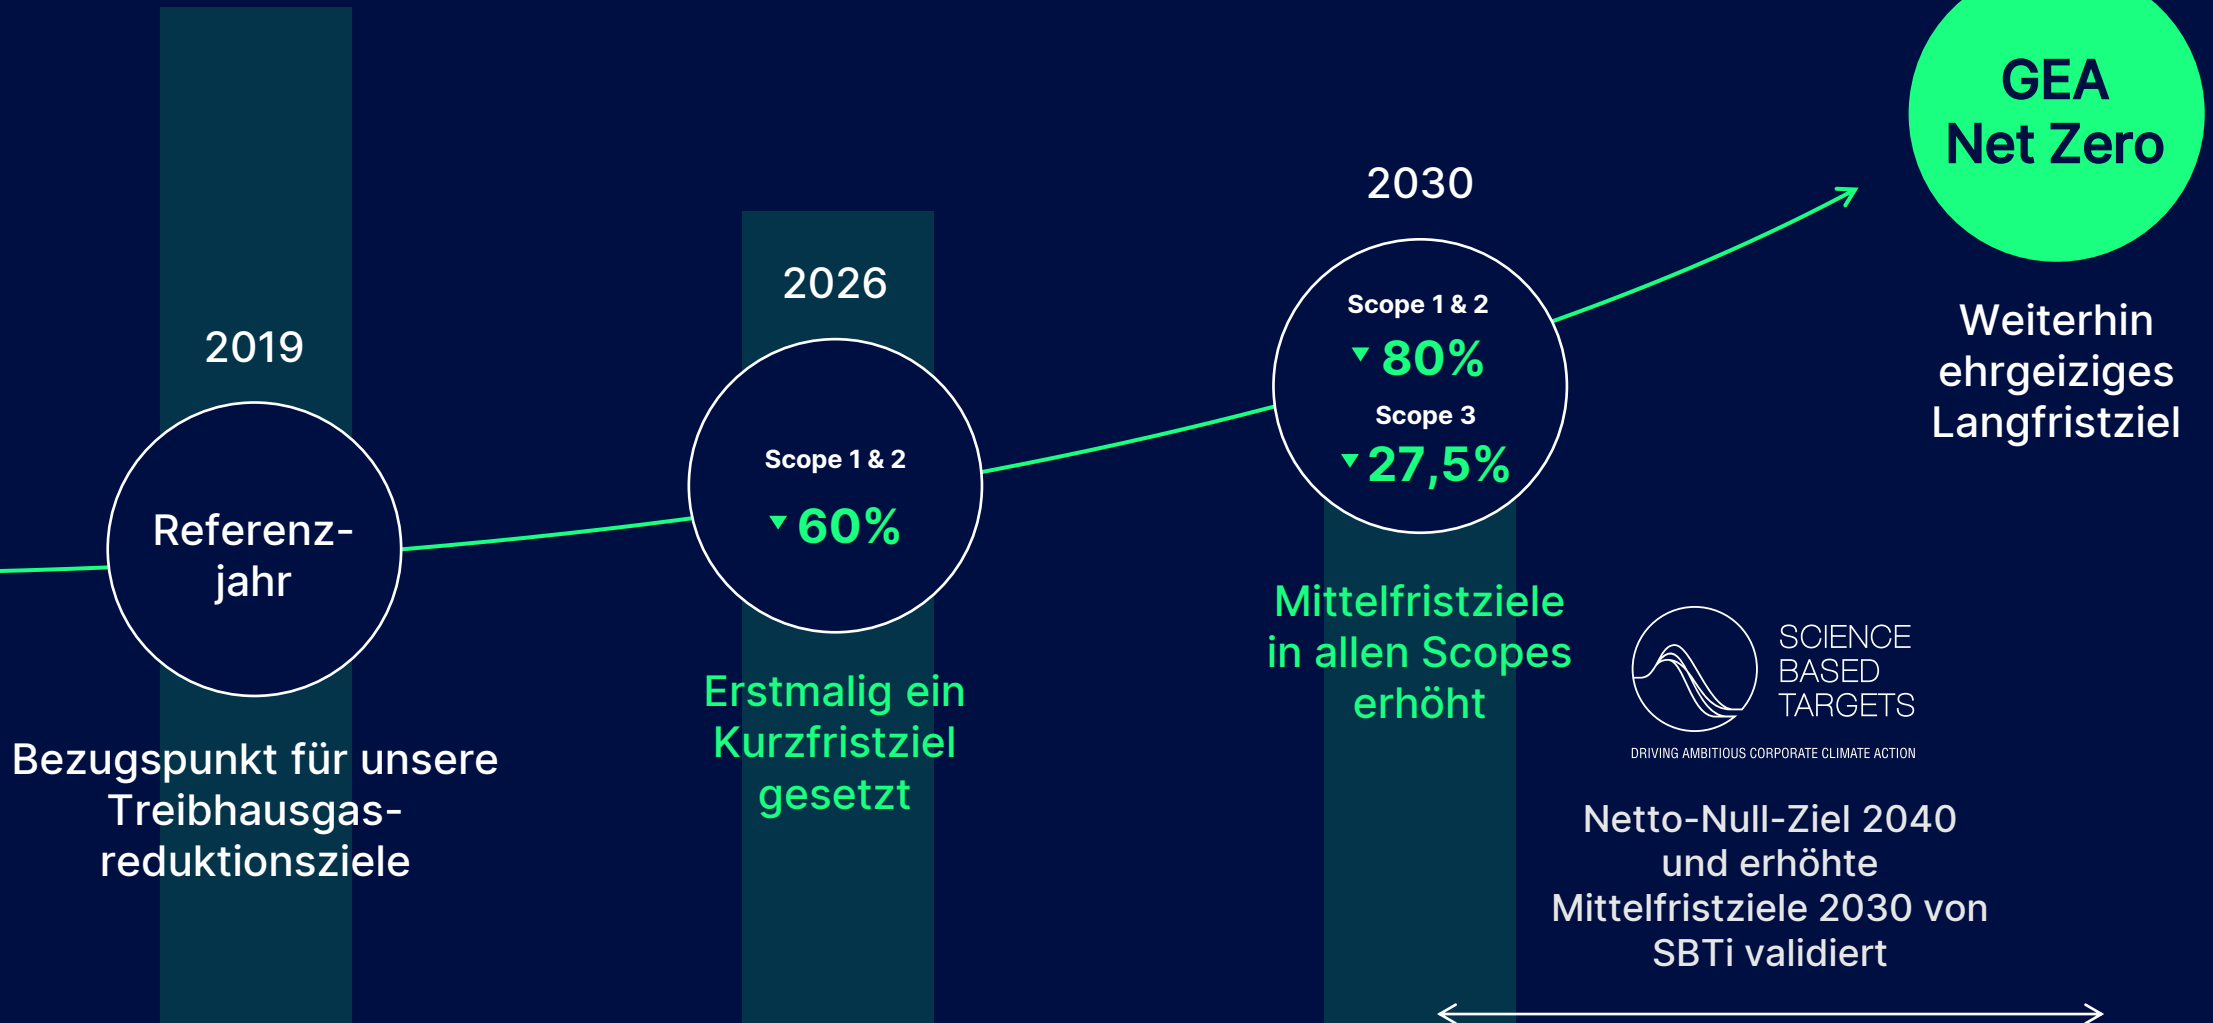 2019
Referenz-
jahr
Bezugspunkt für unsere
Treibhausgas-
reduktionsziele
2026
Scope 1 & 2
60%
Erstmalig ein
Kurzfristziel
gesetzt
2030
Scope 1 & 2
80%
Scope 3
27,5%
Mittelfristziele
in allen Scopes
erhöht
GEA
Net Zero
Weiterhin
ehrgeiziges
Langfristziel
SCIENCE
BASED
TARGETS
DRIVING AMBITIOUS CORPORATE CLIMATE ACTION
Netto-Null-Ziel 2040
und erhöhte
Mittelfristziele 2030 von
SBTi validiert